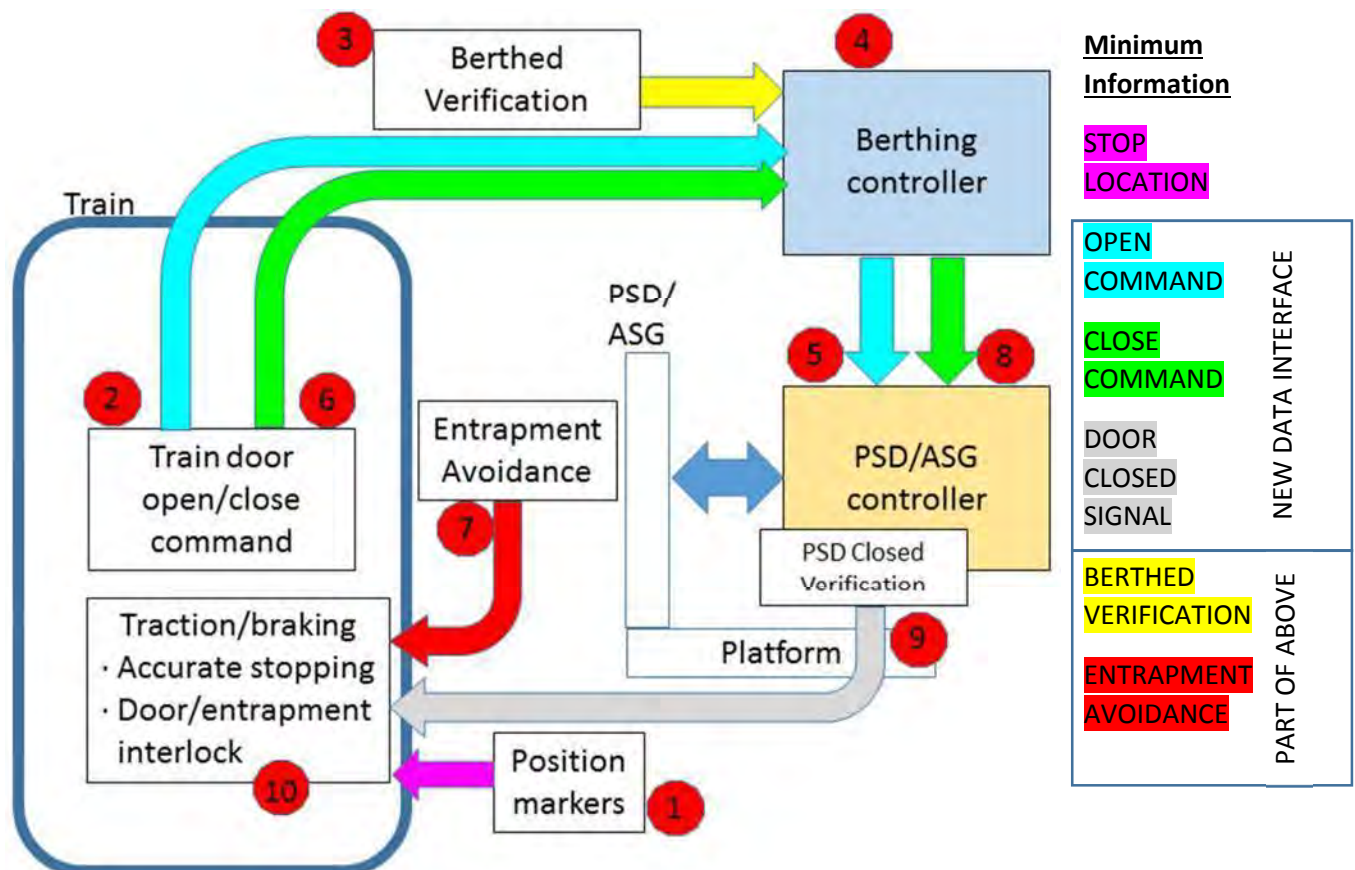 3
Berthed
Verification
4
Berthing
controller
Train
PSD/
ASG
2
6
Train door
open/close
command
Entrapment
Avoidance
7
5
8
PSD/ASG
controller
PSD Closed
Verification
9
Platform
Traction/braking
· Accurate stopping
· Door/entrapment
interlock
10
Position
markers
1
Minimum
Information
STOP
LOCATION
OPEN
COMMAND
CLOSE
COMMAND
DOOR
CLOSED
SIGNAL
NEW DATA INTERFACE
BERTHED
VERIFICATION
ENTRAPMENT
AVOIDANCE
PART OF ABOVE